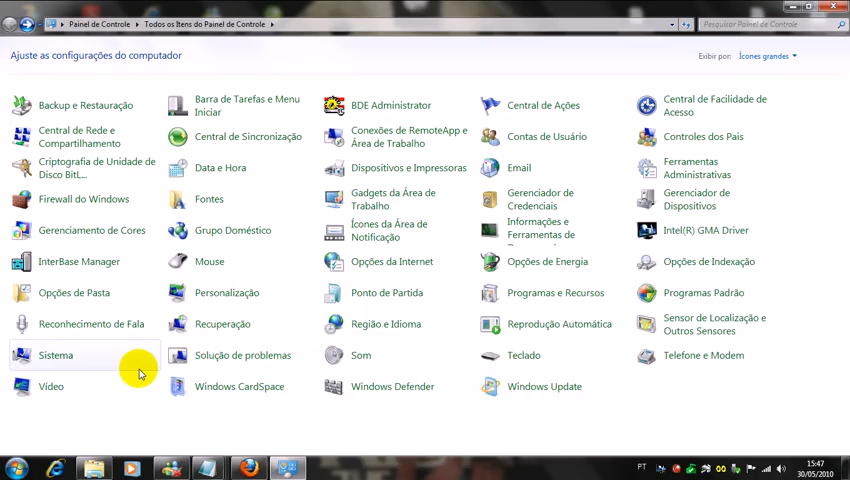 Painel de Controle
Todos os Itens do Painel de Controle
Pesquisar Painel de Controle
Ajuste as configurações do computador
Exibir por:
Ícones grandes
Backup e Restauração
Barra de Tarefas e Menu
Iniciar
BDE Administrator
Central de Ações
Central de Facilidade de
Acesso
Central de Rede e
Compartilhamento
Central de Sincronização
Conexões de RemoteApp e
Área de Trabalho
Contas de Usuário
Controles dos Pais
Criptografia de Unidade de
Disco BitL...
Data e Hora
Dispositivos e Impressoras
Email
Ferramentas
Administrativas
Firewall do Windows
Fontes
Gadgets da Área de
Trabalho
Gerenciador de
Credenciais
Gerenciador de
Dispositivos
Gerenciamento de Cores
Grupo Doméstico
Ícones da Área de
Notificação
Informações e
Ferramentas de
Intel(R) GMA Driver
InterBase Manager
Mouse
Opções da Internet
Opções de Energia
Opções de Indexação
Opções de Pasta
Personalização
Ponto de Partida
Programas e Recursos
Programas Padrão
Reconhecimento de Fala
Recuperação
Região e Idioma
Reprodução Automática
Sensor de Localização e
Outros Sensores
Sistema
Solução de problemas
Som
Teclado
Telefone e Modem
Vídeo
Windows CardSpace
Windows Defender
Windows Update
PT
15:47
30/05/2010